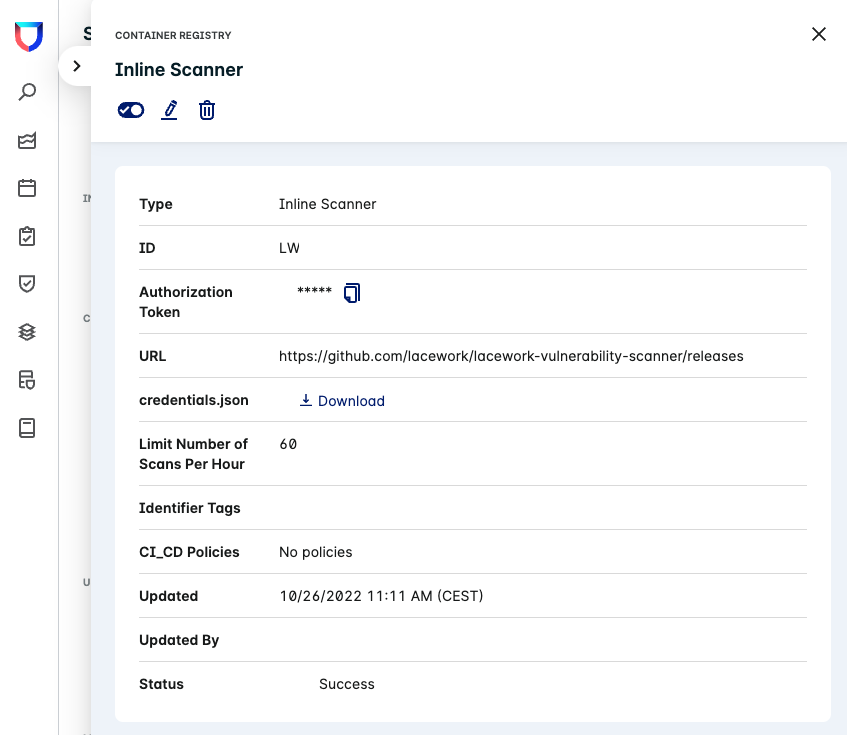 S
CONTAINER REGISTRY
Inline Scanner
Type Inline Scanner
ID LW
Authorization Token *****
URL https://github.com/lacework/lacework-vulnerability-scanner/releases
credentials.json Download
Limit Number of Scans Per Hour 60
Identifier Tags
CI_CD Policies No policies
Updated 10/26/2022 11:11 AM (CEST)
Updated By
Status Success